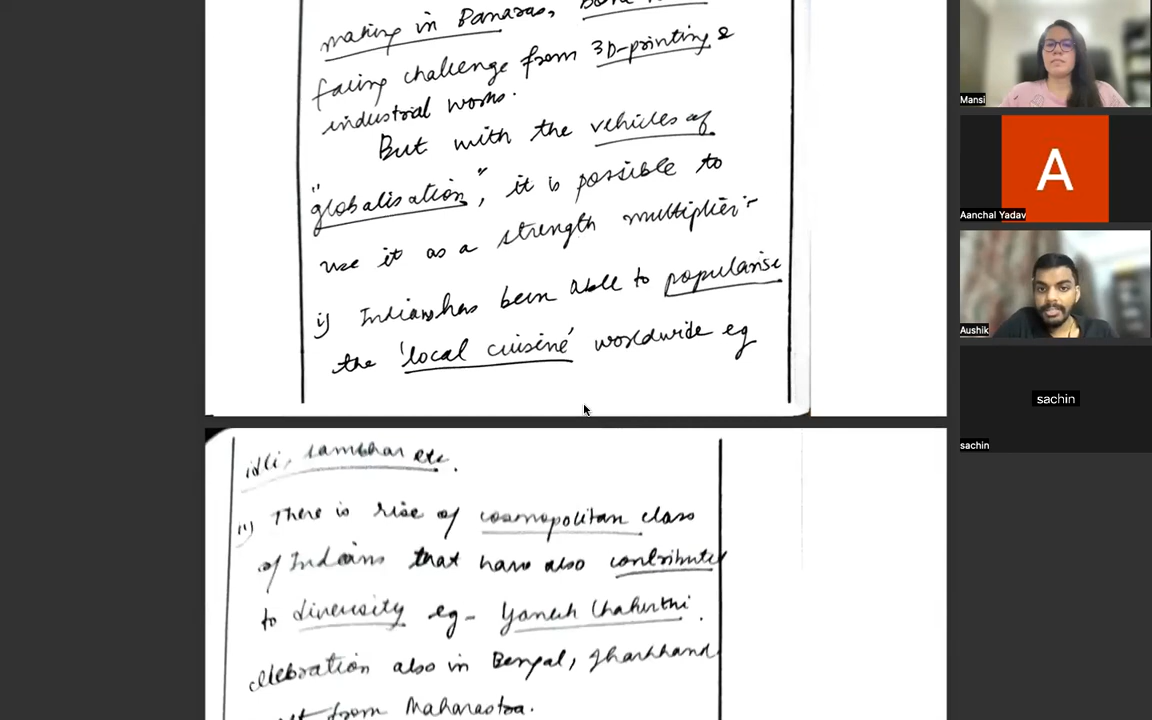 making in Banaras,
facing challenge from 3D-printing &
industrial works.
But with the vehicles of
"globalisation", it is possible to
use it as a strength multiplier:-
i) Indians has been able to popularise
the 'local cuisine' worldwide eg
idli, sambhar etc.
ii) There is rise of cosmopolitan class
of Indians that have also contributed
to diversity eg- Ganesh Chaturthi
celebration also in Bengal, Jharkhand
from Maharastra.
Mansi
A
Aanchal Yadav
Aushik
sachin
sachin